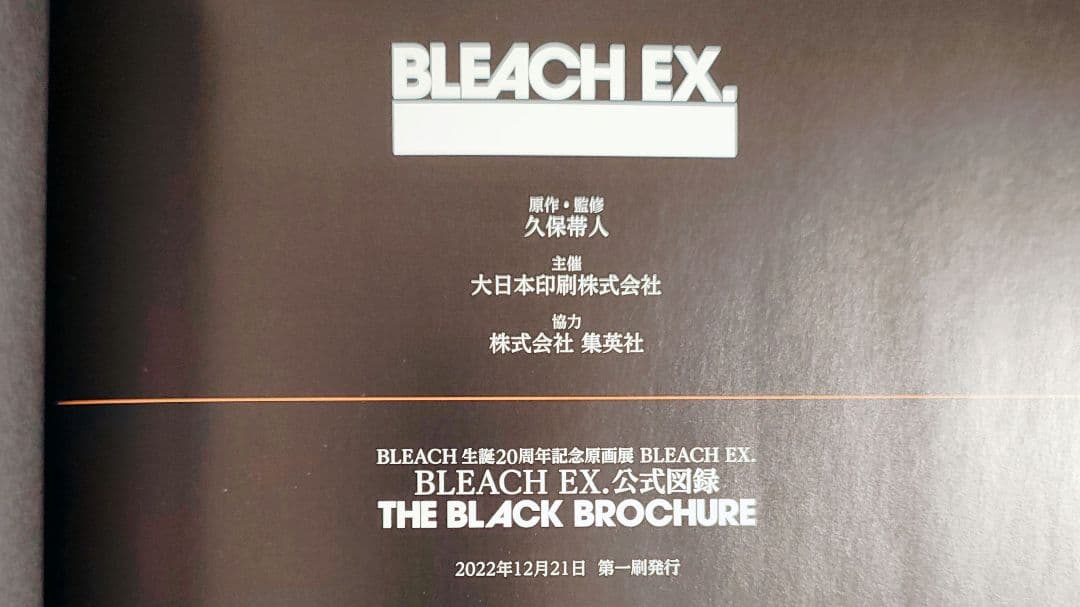 BLEACH EX.
原作・監修
久保帯人
主催
大日本印刷株式会社
協力
株式会社 集英社
BLEACH 生誕20周年記念原画展 BLEACH EX.
BLEACH EX.公式図録
THE BLACK BROCHURE
2022年12月21日 第一刷発行